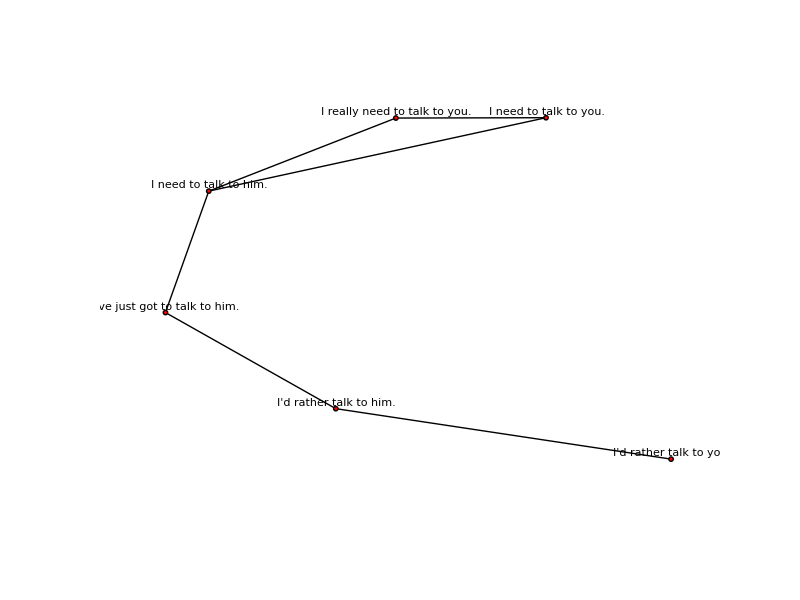 I really need to talk to you.
I need to talk to you.
I need to talk to him.
ve just got to talk to him.
I'd rather talk to him.
I'd rather talk to yo